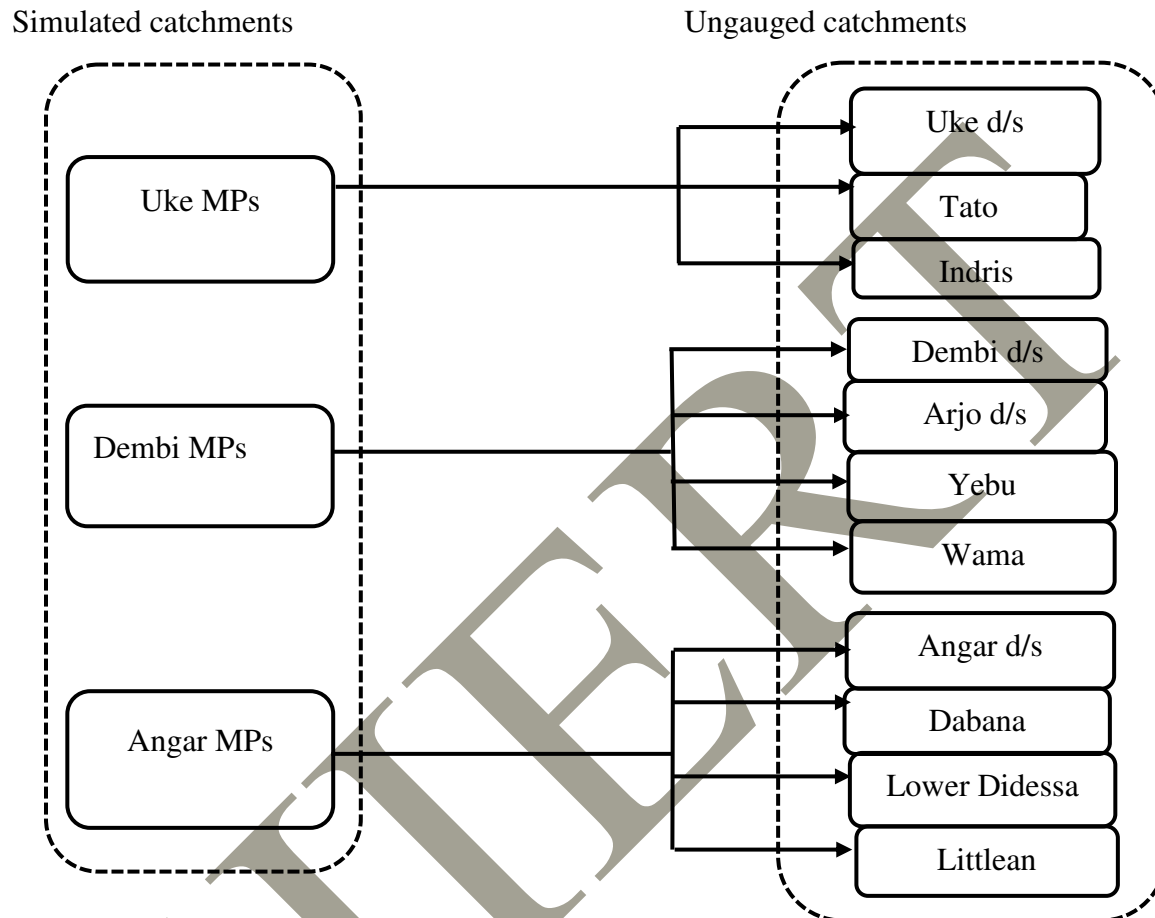 Simulated catchments
Ungauged catchments
Uke MPs
Uke d/s
Tato
Indris
Dembi MPs
Dembi d/s
Arjo d/s
Yebu
Wama
Angar MPs
Angar d/s
Dabana
Lower Didessa
Littlean
IJERT